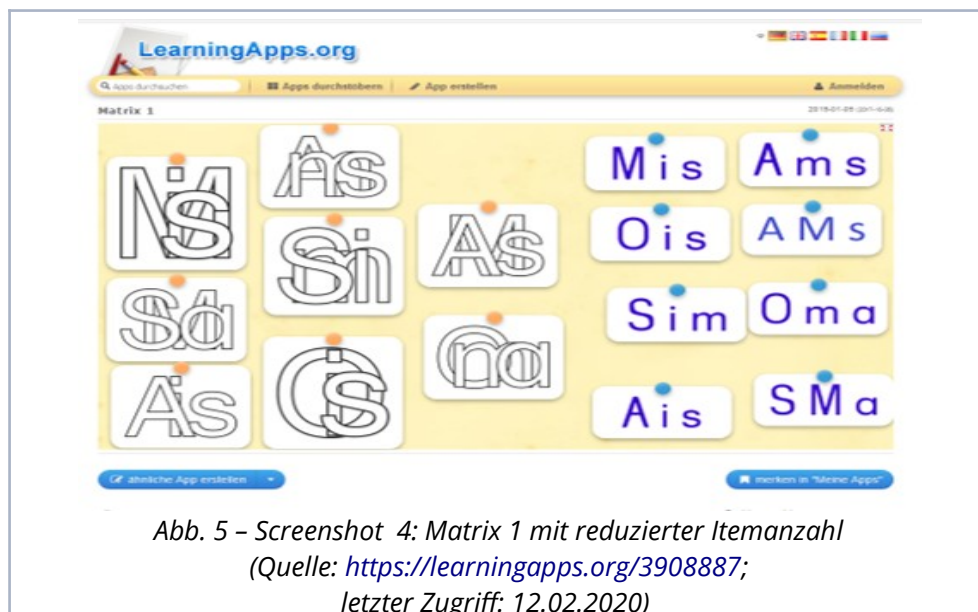 LearningApps.org
Apps durchsuchen Apps durchstöbern App erstellen Anmelden
Matrix 1
Mis Ams
Ois AMs
Sim Oma
Ais SMa
ähnliche App erstellen merken in "Meine Apps"
Abb. 5 – Screenshot 4: Matrix 1 mit reduzierter Itemanzahl
(Quelle: https://learningapps.org/3908887;
letzter Zugriff: 12.02.2020)